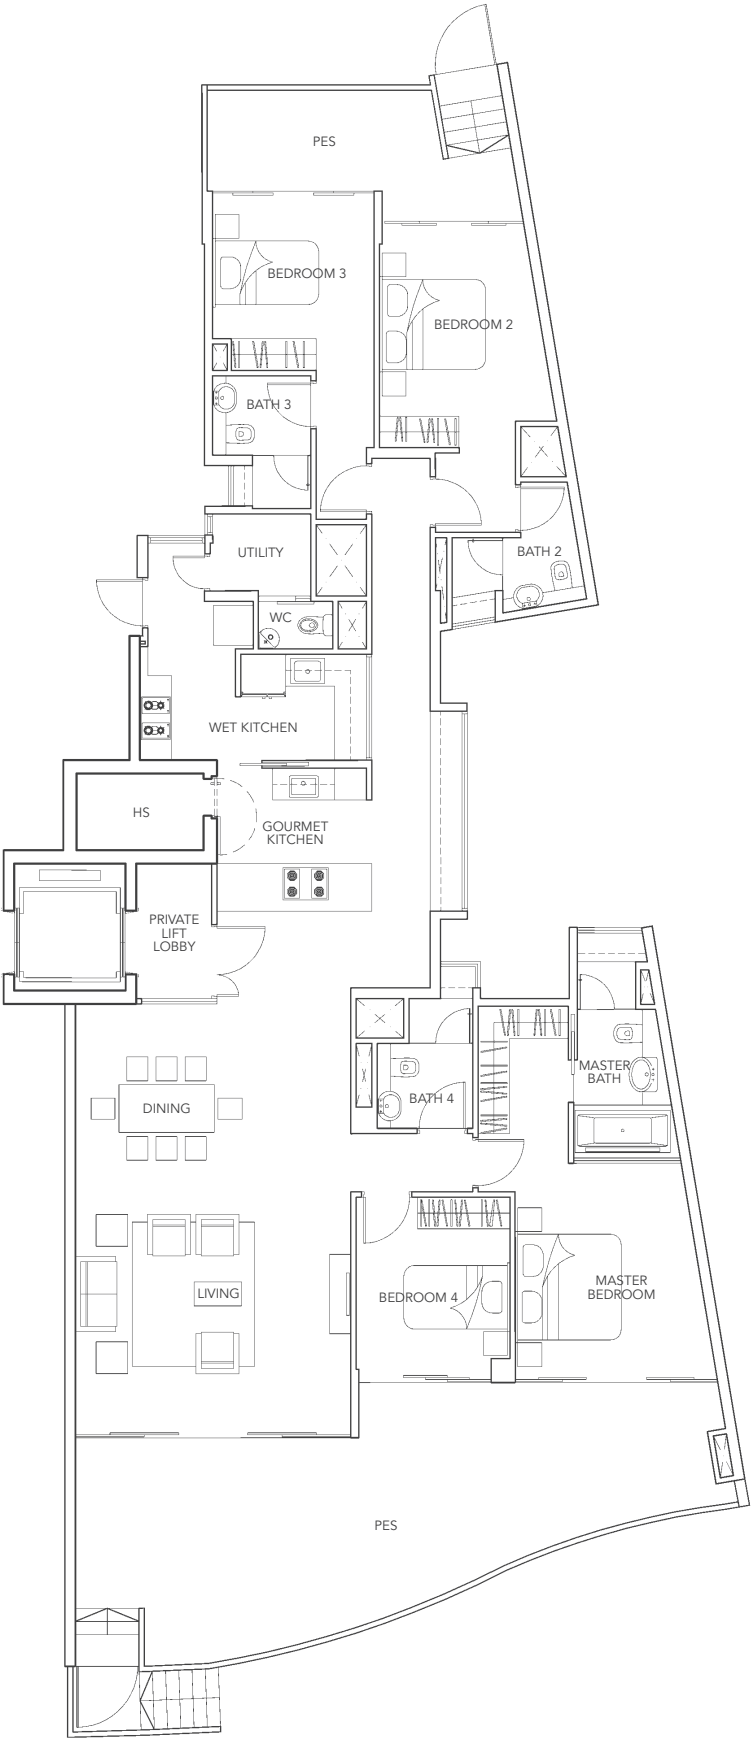 PES
BEDROOM 3
BEDROOM 2
BATH 3
UTILITY
BATH 2
WC
WET KITCHEN
HS
GOURMET
KITCHEN
PRIVATE
LIFT
LOBBY
MASTER
BATH
BATH 4
DINING
LIVING
BEDROOM 4
MASTER
BEDROOM
PES